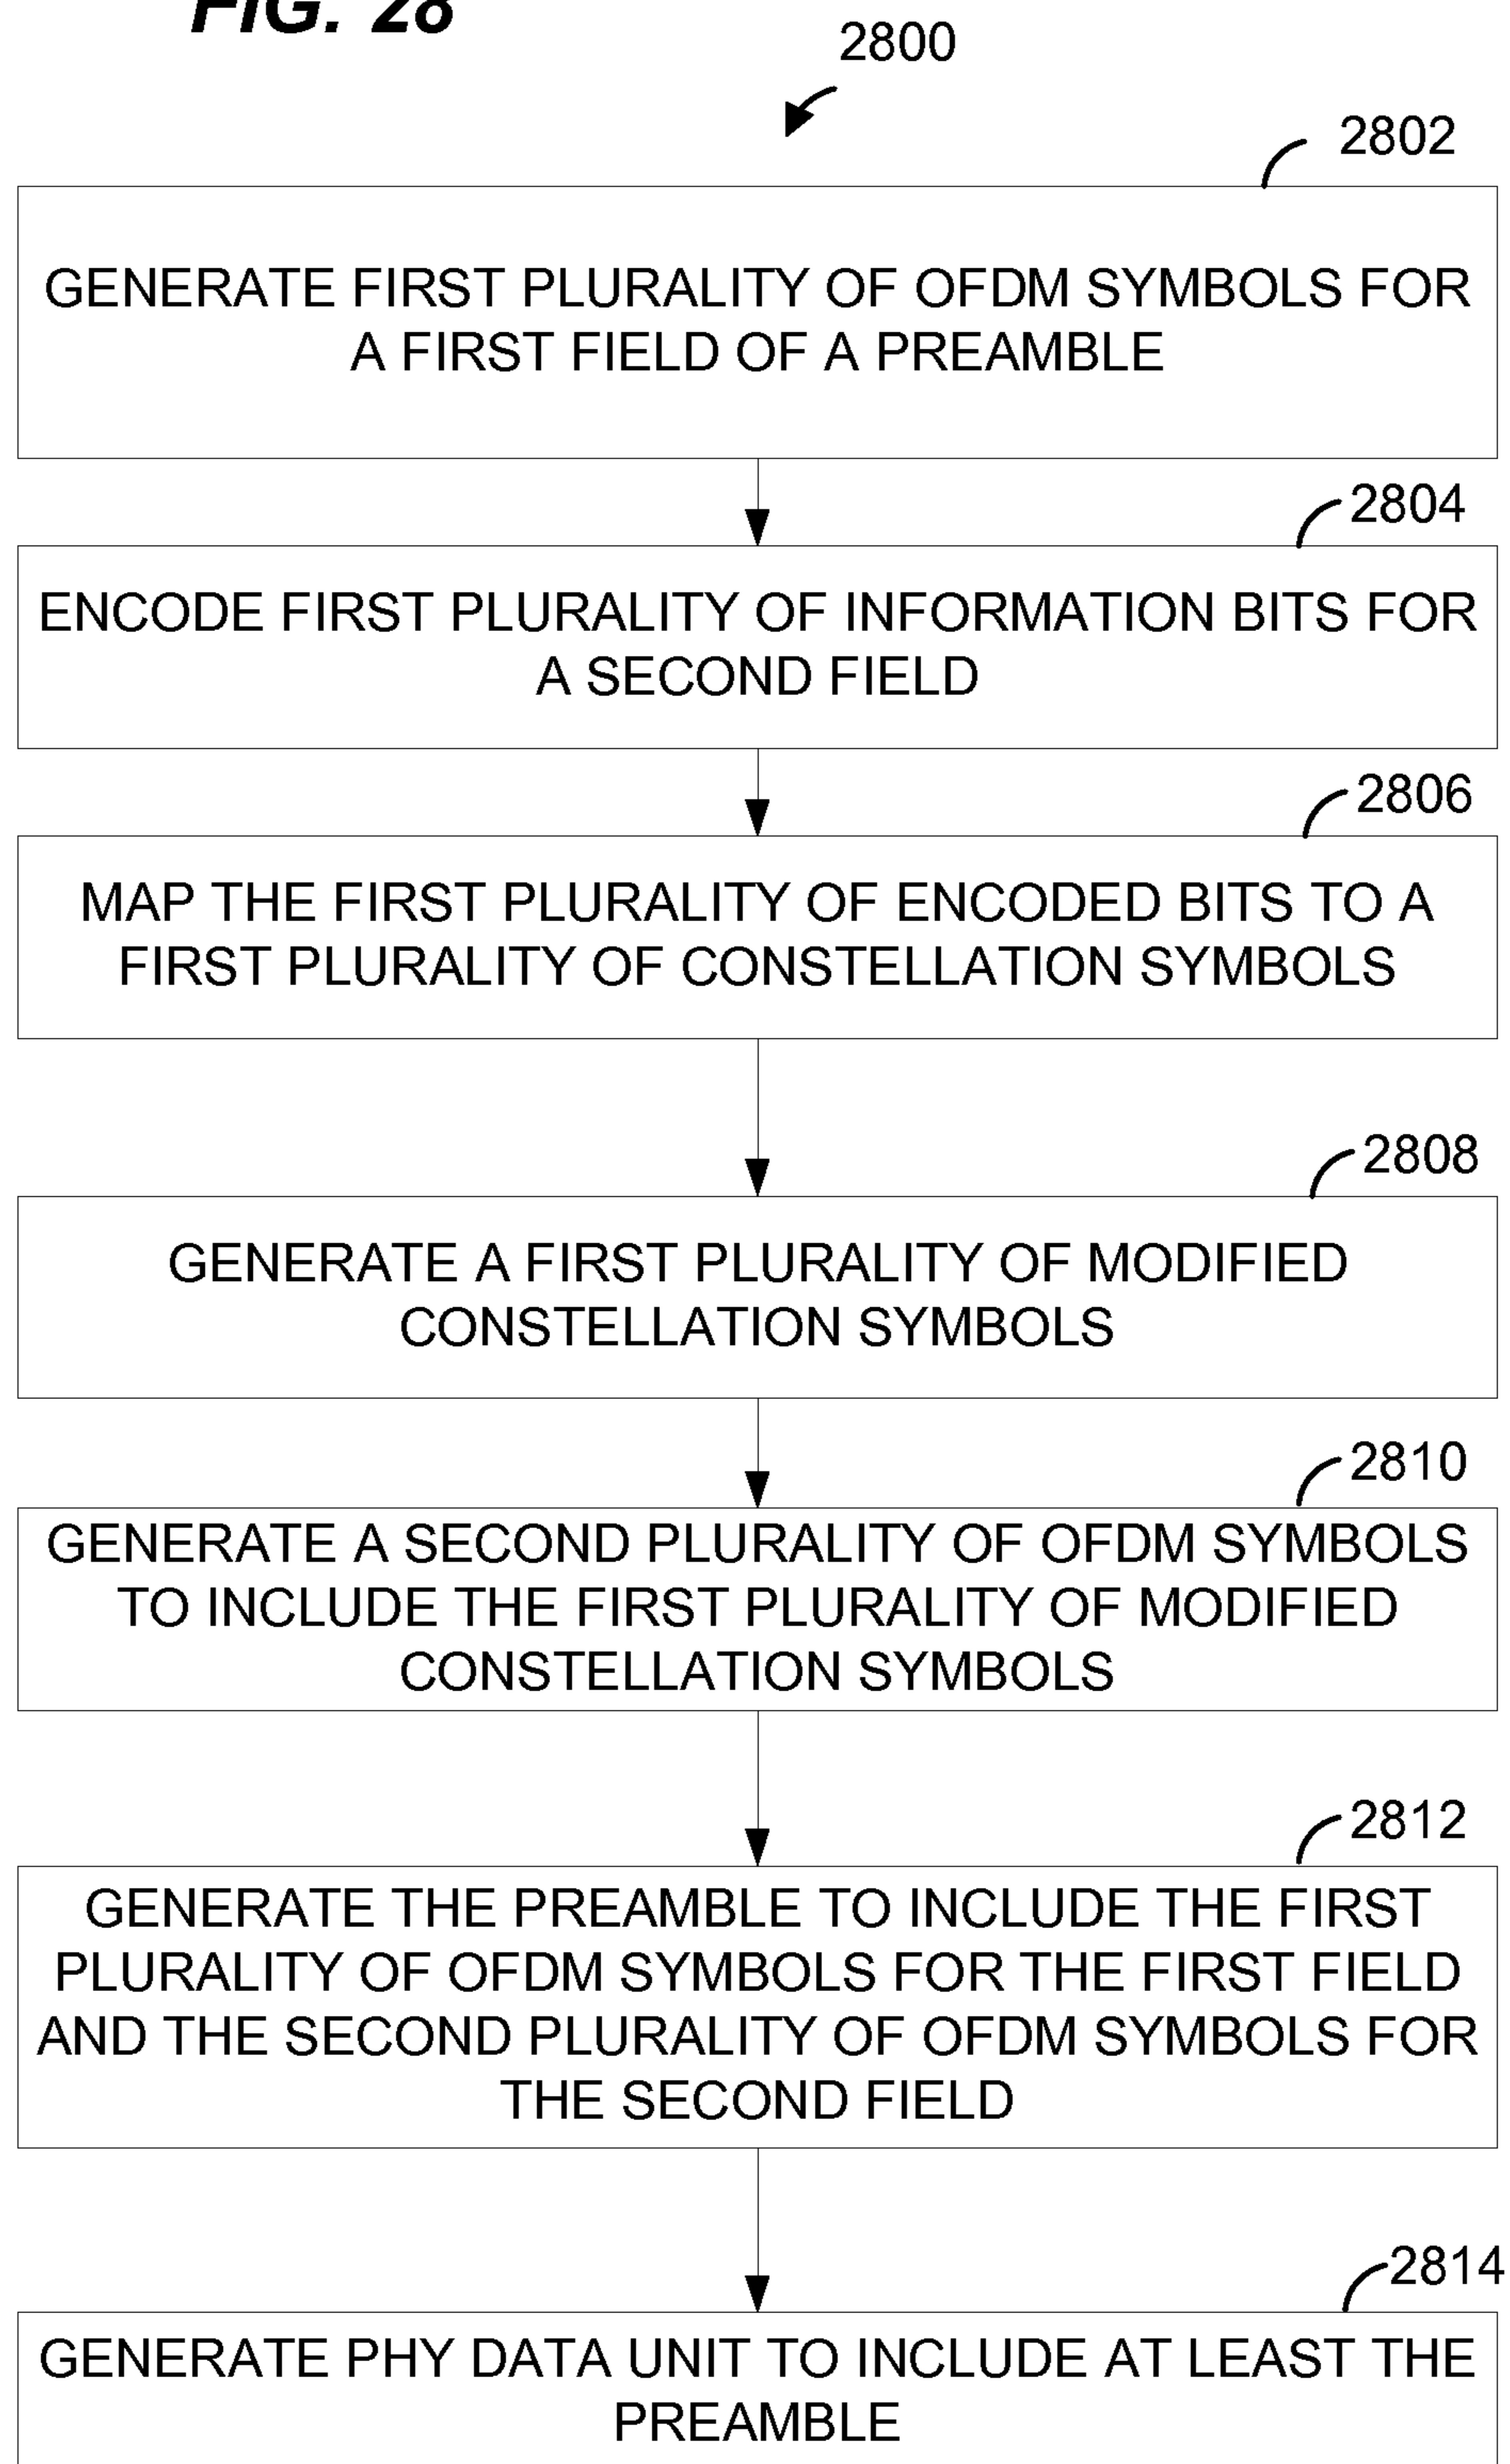 FIG. 28
2800
2802
GENERATE FIRST PLURALITY OF OFDM SYMBOLS FOR
A FIRST FIELD OF A PREAMBLE
2804
ENCODE FIRST PLURALITY OF INFORMATION BITS FOR
A SECOND FIELD
2806
MAP THE FIRST PLURALITY OF ENCODED BITS TO A
FIRST PLURALITY OF CONSTELLATION SYMBOLS
2808
GENERATE A FIRST PLURALITY OF MODIFIED
CONSTELLATION SYMBOLS
2810
GENERATE A SECOND PLURALITY OF OFDM SYMBOLS
TO INCLUDE THE FIRST PLURALITY OF MODIFIED
CONSTELLATION SYMBOLS
2812
GENERATE THE PREAMBLE TO INCLUDE THE FIRST
PLURALITY OF OFDM SYMBOLS FOR THE FIRST FIELD
AND THE SECOND PLURALITY OF OFDM SYMBOLS FOR
THE SECOND FIELD
2814
GENERATE PHY DATA UNIT TO INCLUDE AT LEAST THE
PREAMBLE